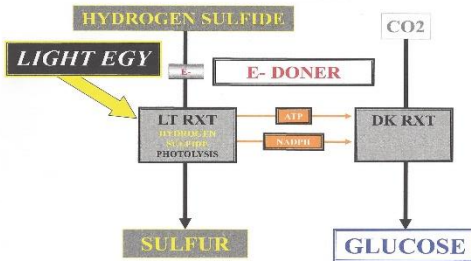 HYDROGEN SULFIDE
CO2
LIGHT EGY
E-
E- DONER
LT RXT
HYDROGEN
SULFIDE
PHOTOLYSIS
ATP
NADPH
DK RXT
SULFUR
GLUCOSE